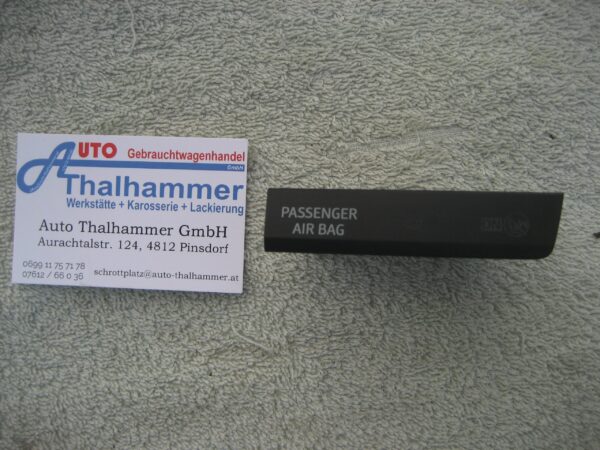 AUTO Gebrauchtwagenhandel
GmbH
Thalhammer
Werkstätte + Karosserie + Lackierung
Auto Thalhammer GmbH
Aurachtalstr. 124, 4812 Pinsdorf
0699 11 75 71 78
07612 / 66 0 36
schrottplatz@auto-thalhammer.at
PASSENGER
AIR BAG
ON